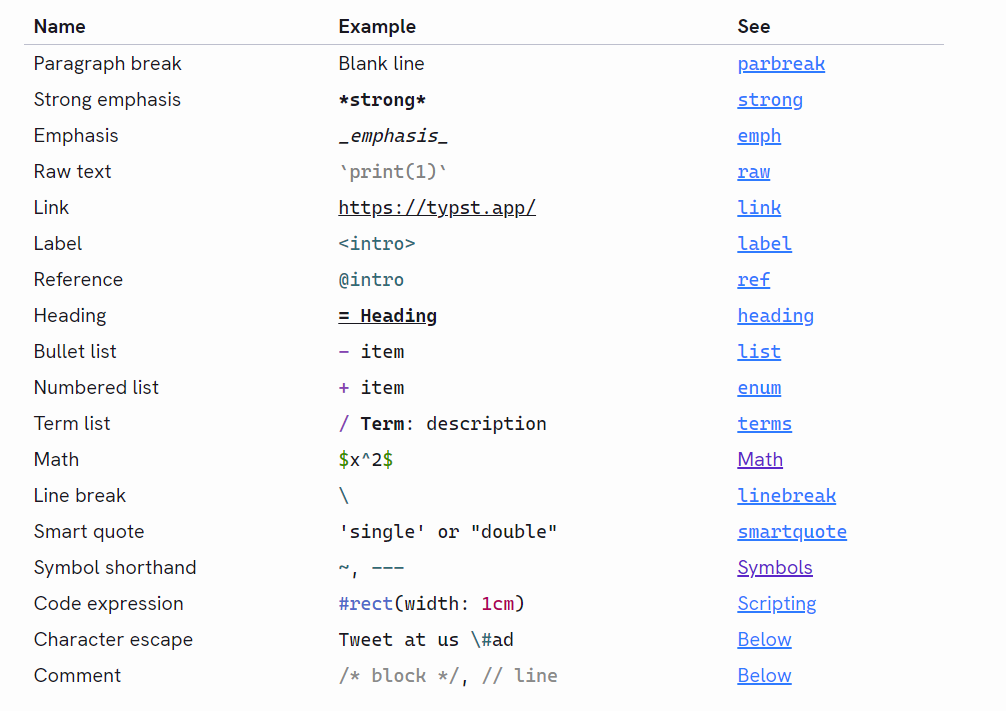 Name Example See
Paragraph break Blank line parbreak
Strong emphasis *strong* strong
Emphasis _emphasis_ emph
Raw text `print(1)` raw
Link https://typst.app/ link
Label <intro> label
Reference @intro ref
Heading = Heading heading
Bullet list - item list
Numbered list + item enum
Term list / Term: description terms
Math $x^2$ Math
Line break \ linebreak
Smart quote 'single' or "double" smartquote
Symbol shorthand ~, --- Symbols
Code expression #rect(width: 1cm) Scripting
Character escape Tweet at us \#ad Below
Comment /* block */, // line Below